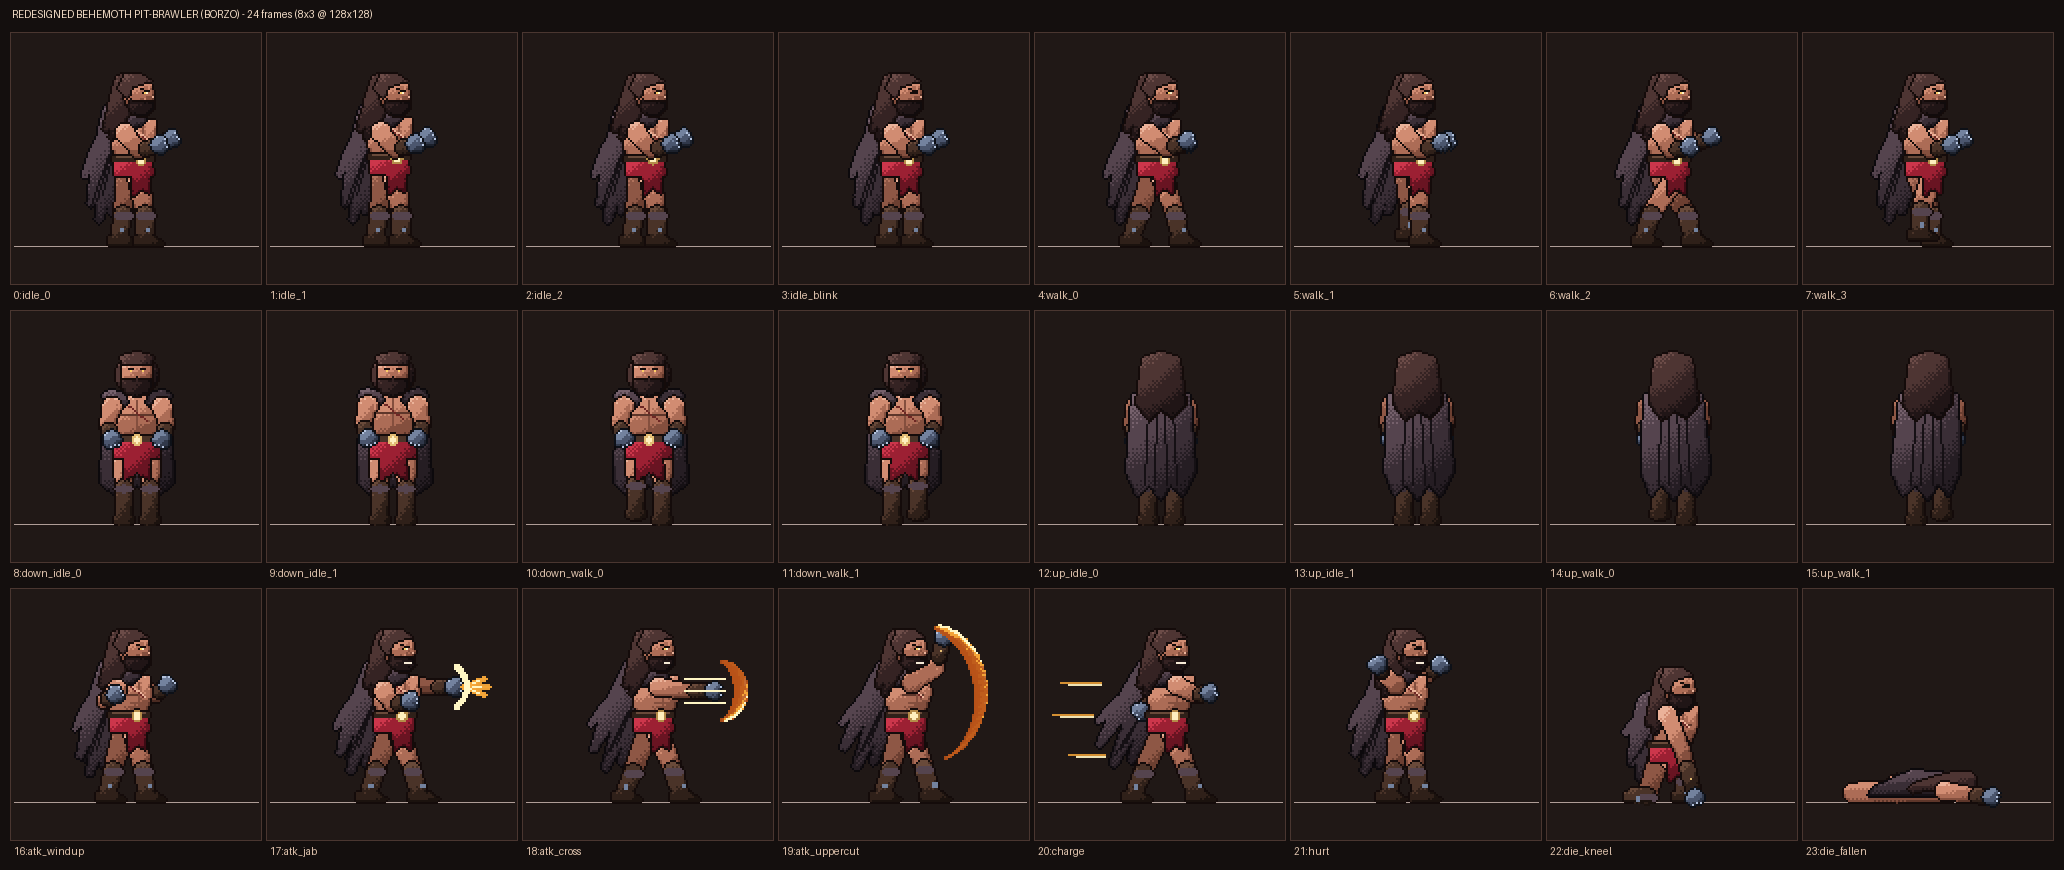 REDESIGNED BEHEMOTH PIT-BRAWLER (BORZO) - 24 frames (8x3 @ 128x128)
0:idle_0
1:idle_1
2:idle_2
3:idle_blink
4:walk_0
5:walk_1
6:walk_2
7:walk_3
8:down_idle_0
9:down_idle_1
10:down_walk_0
11:down_walk_1
12:up_idle_0
13:up_idle_1
14:up_walk_0
15:up_walk_1
16:atk_windup
17:atk_jab
18:atk_cross
19:atk_uppercut
20:charge
21:hurt
22:die_kneel
23:die_fallen